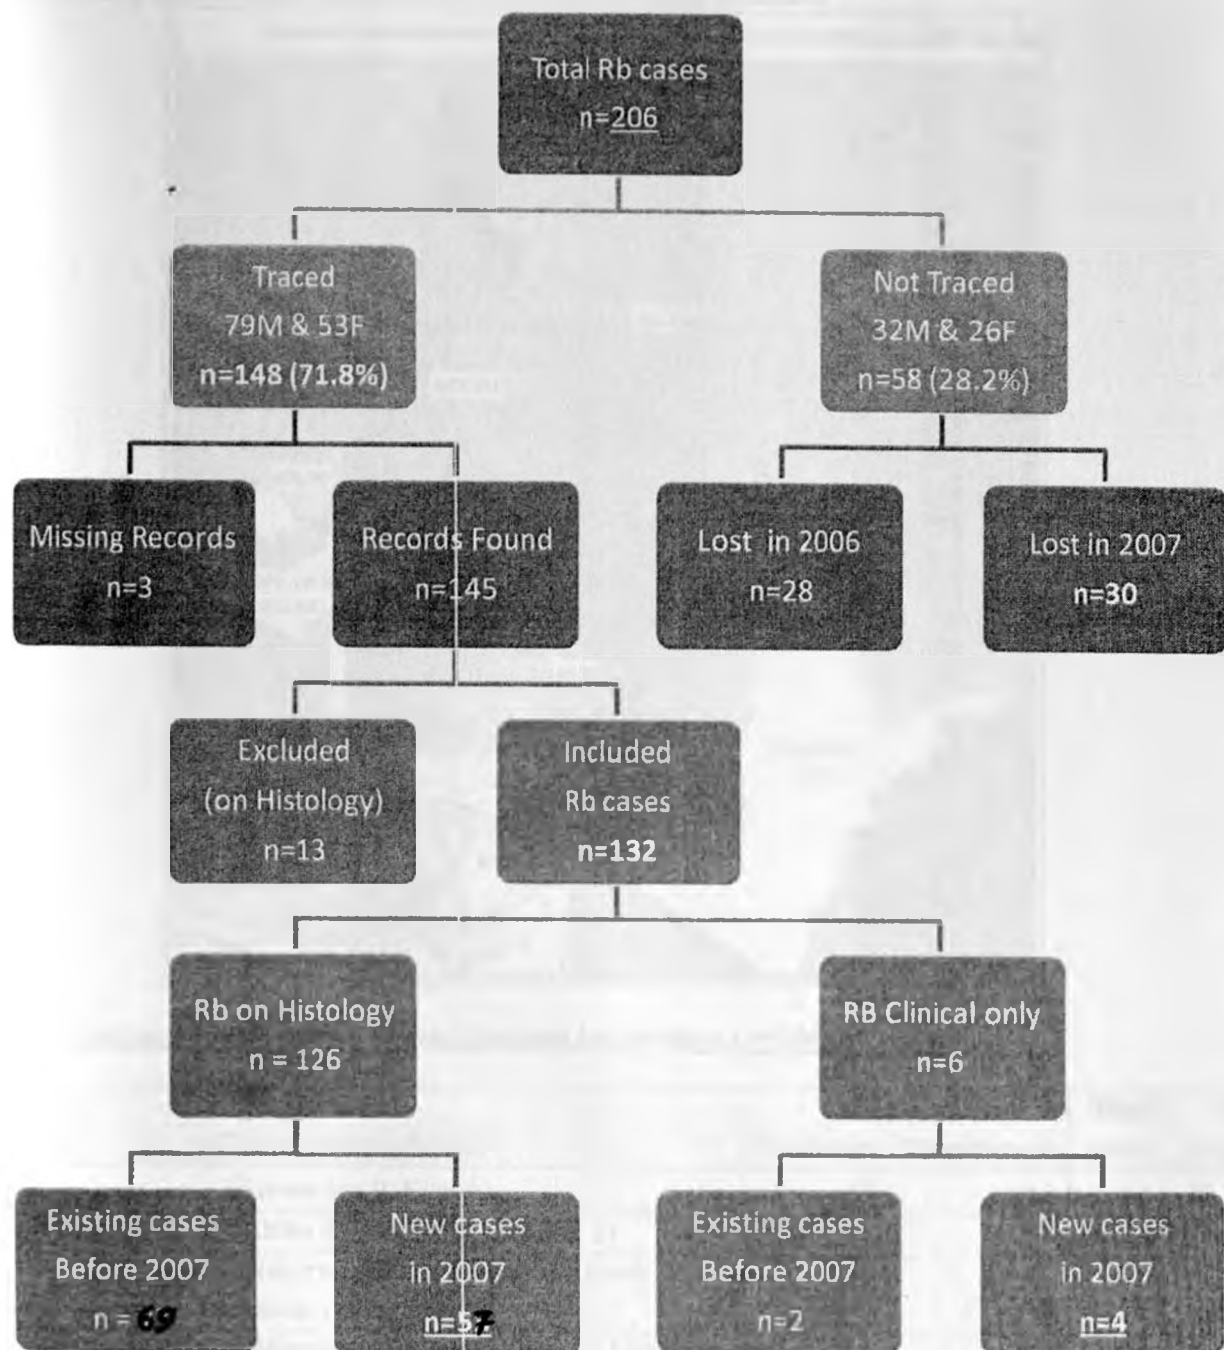 Total Rb cases
n=206
Traced
79M & 53F
n=148 (71.8%)
Not Traced
32M & 26F
n=58 (28.2%)
Missing Records
n=3
Records Found
n=145
Lost in 2006
n=28
Lost in 2007
n=30
Excluded
(on Histology)
n=13
Included
Rb cases
n=132
Rb on Histology
n = 126
RB Clinical only
n=6
Existing cases
Before 2007
n = 69
New cases
in 2007
n=57
Existing cases
Before 2007
n=2
New cases
in 2007
n=4